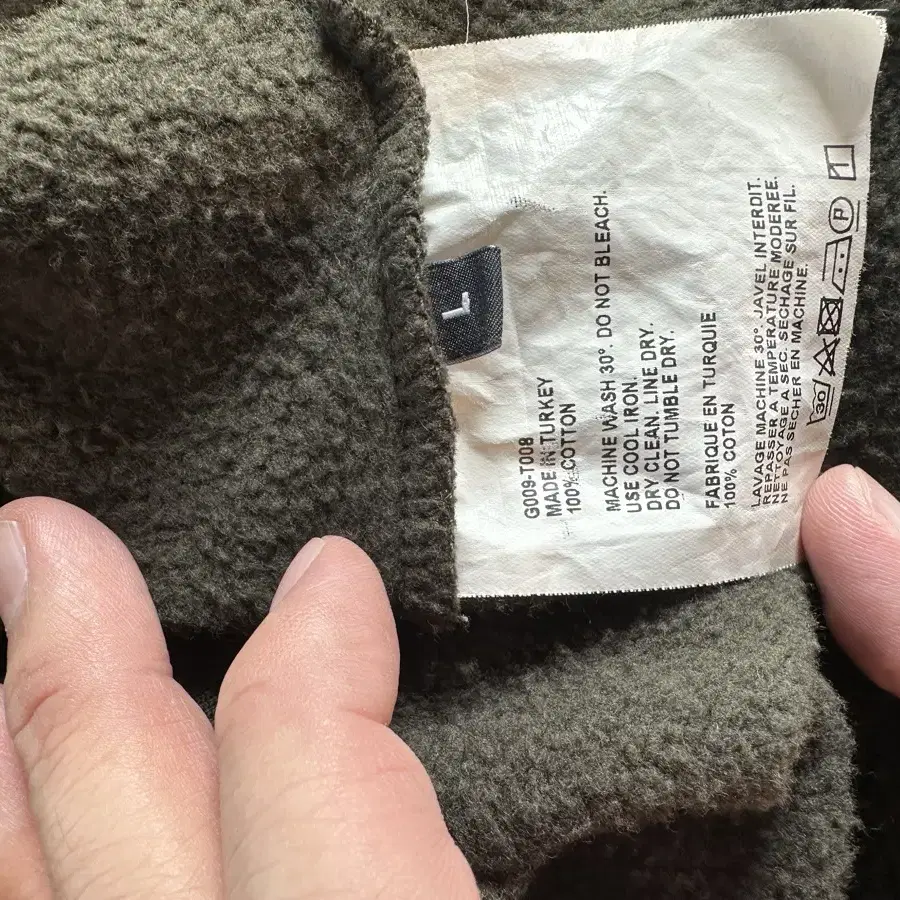 L
G009-T008
MADE IN TURKEY
100% COTTON
MACHINE WASH 30°. DO NOT BLEACH.
USE COOL IRON.
DRY CLEAN. LINE DRY.
DO NOT TUMBLE DRY.
FABRIQUE EN TURQUIE
100% COTON
LAVAGE MACHINE 30°. JAVEL INTERDIT.
REPASSER A TEMPERATURE MODEREE.
NETTOYAGE A SEC. SECHAGE SUR FIL.
NE PAS SECHER EN MACHINE.
30 P